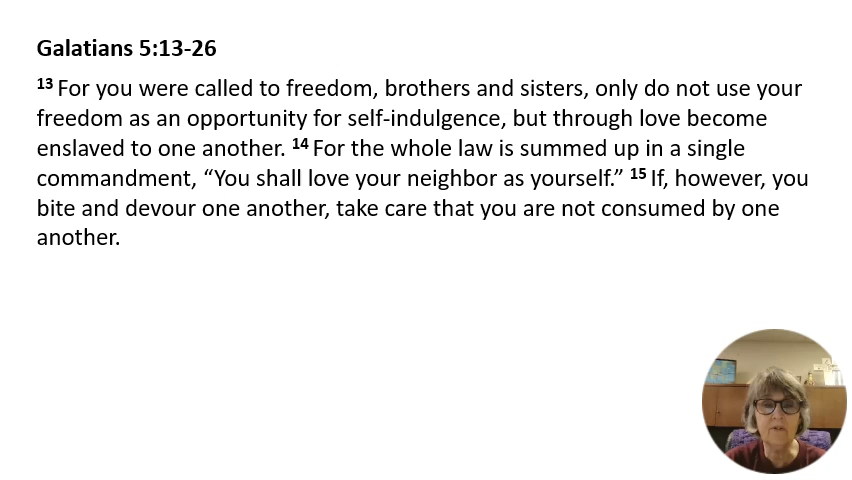 Galatians 5:13-26
13 For you were called to freedom, brothers and sisters, only do not use your
freedom as an opportunity for self-indulgence, but through love become
enslaved to one another. 14 For the whole law is summed up in a single
commandment, “You shall love your neighbor as yourself.” 15 If, however, you
bite and devour one another, take care that you are not consumed by one
another.